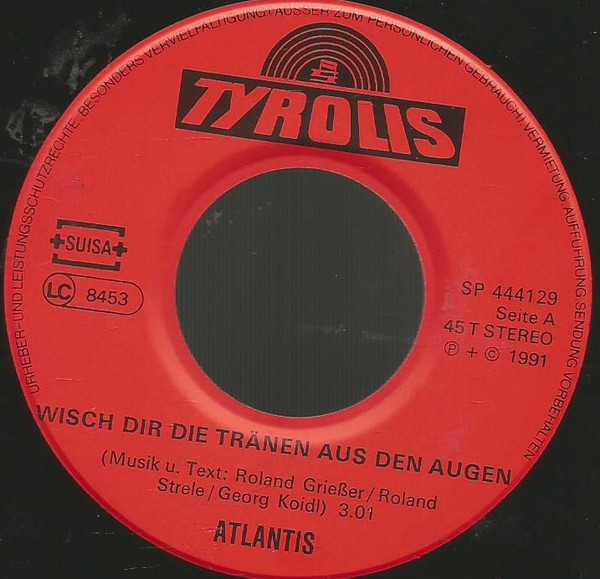 URHEBER-UND LEISTUNGSSCHUTZRECHTE. BESONDERS VERVIELFÄLTIGUNG AUSSER ZUM PERSÖNLICHEN GEBRAUCH, VERMIETUNG, AUFFÜHRUNG, SENDUNG VORBEHALTEN
TYROLIS
SUISA
LC 8453
SP 444129
Seite A
45 T STEREO
℗ + © 1991
WISCH DIR DIE TRÄNEN AUS DEN AUGEN
(Musik u. Text: Roland Grießer/Roland
Strele/Georg Koidl) 3.01
ATLANTIS